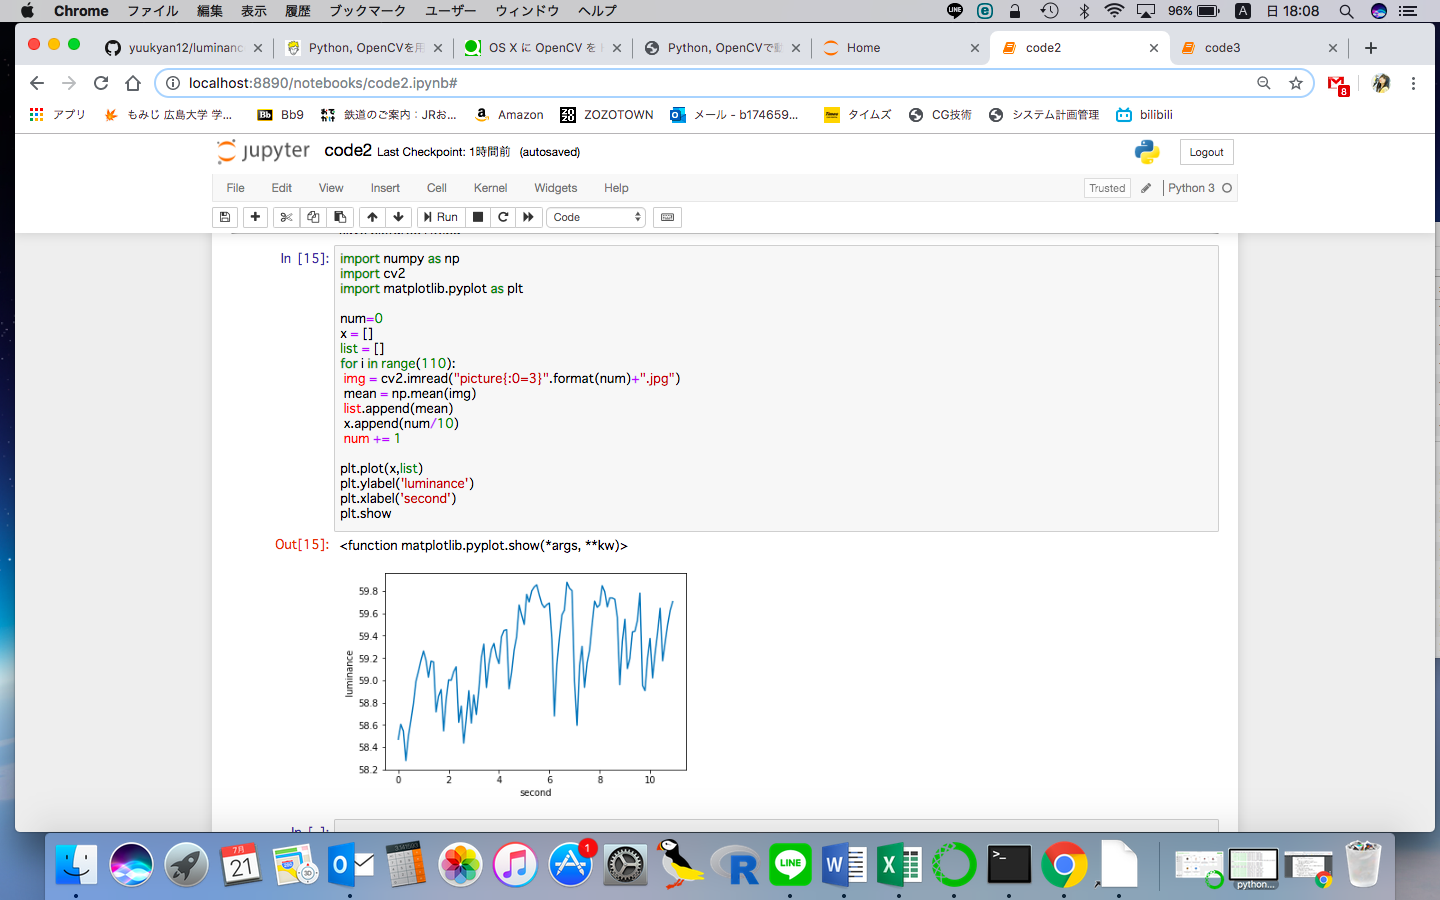 Chrome ファイル 編集 表示 履歴 ブックマーク ユーザー ウィンドウ ヘルプ LINE 96% A 日 18:08
yuukyan12/luminanc Python, OpenCVを用 OS X に OpenCV を Python, OpenCVで動 Home code2 code3
localhost:8890/notebooks/code2.ipynb# 8
アプリ もみじ 広島大学 学... Bb Bb9 鉄道のご案内：JRお... Amazon ZOZOTOWN メール - b174659... タイムズ CG技術 システム計画管理 bilibili
jupyter code2 Last Checkpoint: 1時間前 (autosaved) Logout
File Edit View Insert Cell Kernel Widgets Help Trusted Python 3
Run Code
In [15]:
import numpy as np
import cv2
import matplotlib.pyplot as plt
num=0
x = []
list = []
for i in range(110):
img = cv2.imread("picture{:0=3}".format(num)+".jpg")
mean = np.mean(img)
list.append(mean)
x.append(num/10)
num += 1
plt.plot(x,list)
plt.ylabel('luminance')
plt.xlabel('second')
plt.show
Out[15]: <function matplotlib.pyplot.show(*args, **kw)>
59.8
59.6
59.4
59.2
59.0
58.8
58.6
58.4
58.2
luminance
0 2 4 6 8 10
second
In [ ]:
7月
21
3D
1
LINE
python...